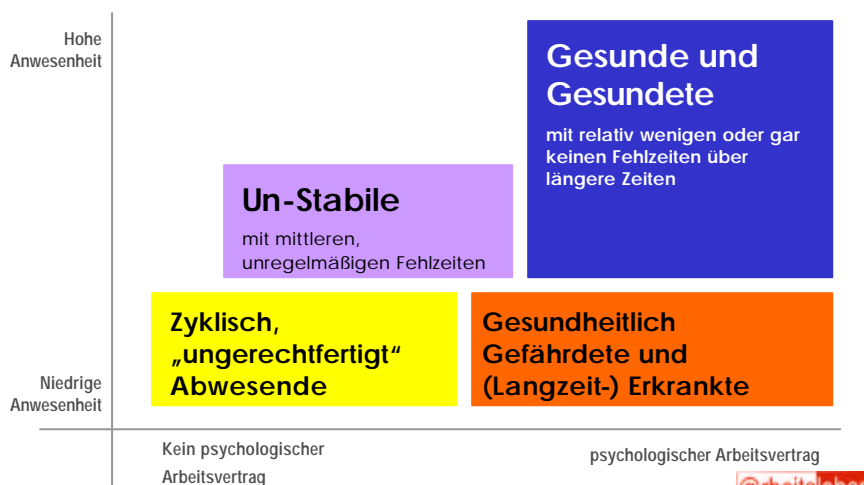 Hohe
Anwesenheit
Gesunde und
Gesundete
mit relativ wenigen oder gar
keinen Fehlzeiten über
längere Zeiten
Un-Stabile
mit mittleren,
unregelmäßigen Fehlzeiten
Zyklisch,
„ungerechtfertigt“
Abwesende
Gesundheitlich
Gefährdete und
(Langzeit-) Erkrankte
Niedrige
Anwesenheit
Kein psychologischer
Arbeitsvertrag
psychologischer Arbeitsvertrag